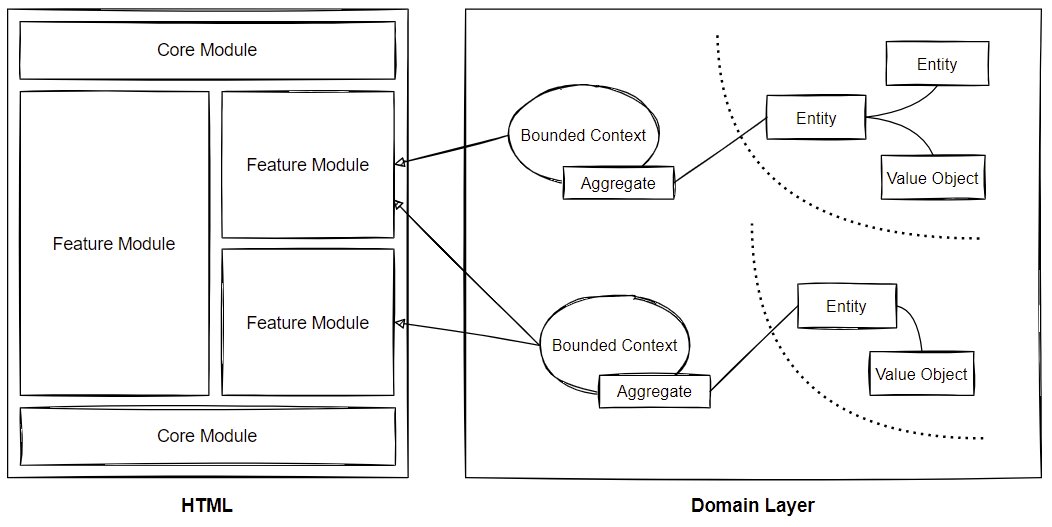 Core Module
Feature Module
Feature Module
Feature Module
Core Module
HTML
Bounded Context
Aggregate
Entity
Entity
Value Object
Bounded Context
Aggregate
Entity
Value Object
Domain Layer